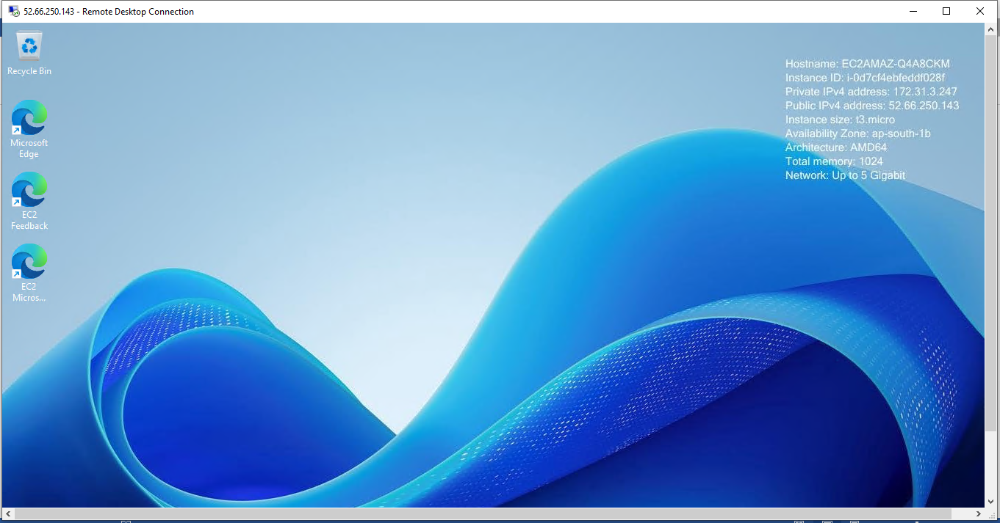 52.66.250.143 - Remote Desktop Connection
Recycle Bin
Microsoft
Edge
EC2
Feedback
EC2
Micros...
Hostname: EC2AMAZ-Q4A8CKM
Instance ID: i-0d7cf4ebfeddf028f
Private IPv4 address: 172.31.3.247
Public IPv4 address: 52.66.250.143
Instance size: t3.micro
Availability Zone: ap-south-1b
Architecture: AMD64
Total memory: 1024
Network: Up to 5 Gigabit